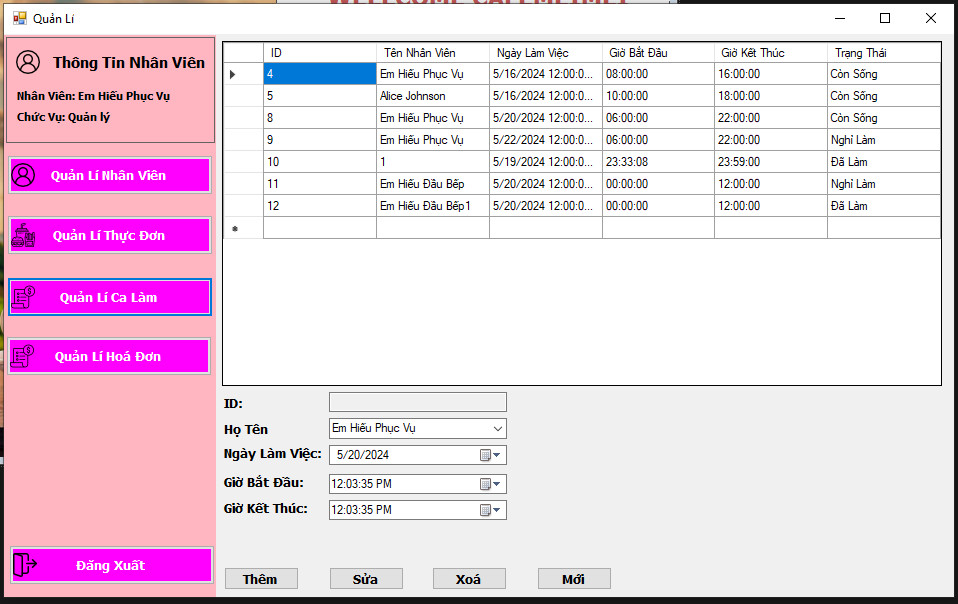 Quản Lí
Thông Tin Nhân Viên
Nhân Viên: Em Hiếu Phục Vụ
Chức Vụ: Quản lý
Quản Lí Nhân Viên
Quản Lí Thực Đơn
Quản Lí Ca Làm
Quản Lí Hoá Đơn
Đăng Xuất
ID Tên Nhân Viên Ngày Làm Việc Giờ Bắt Đầu Giờ Kết Thúc Trạng Thái
4 Em Hiếu Phục Vụ 5/16/2024 12:00:0... 08:00:00 16:00:00 Còn Sống
5 Alice Johnson 5/16/2024 12:00:0... 10:00:00 18:00:00 Còn Sống
8 Em Hiếu Phục Vụ 5/20/2024 12:00:0... 06:00:00 22:00:00 Còn Sống
9 Em Hiếu Phục Vụ 5/22/2024 12:00:0... 06:00:00 22:00:00 Nghỉ Làm
10 1 5/19/2024 12:00:0... 23:33:08 23:59:00 Đã Làm
11 Em Hiếu Đầu Bếp 5/20/2024 12:00:0... 00:00:00 12:00:00 Nghỉ Làm
12 Em Hiếu Đầu Bếp1 5/20/2024 12:00:0... 00:00:00 12:00:00 Đã Làm
ID:
Họ Tên Em Hiếu Phục Vụ
Ngày Làm Việc: 5/20/2024
Giờ Bắt Đầu: 12:03:35 PM
Giờ Kết Thúc: 12:03:35 PM
Thêm Sửa Xoá Mới